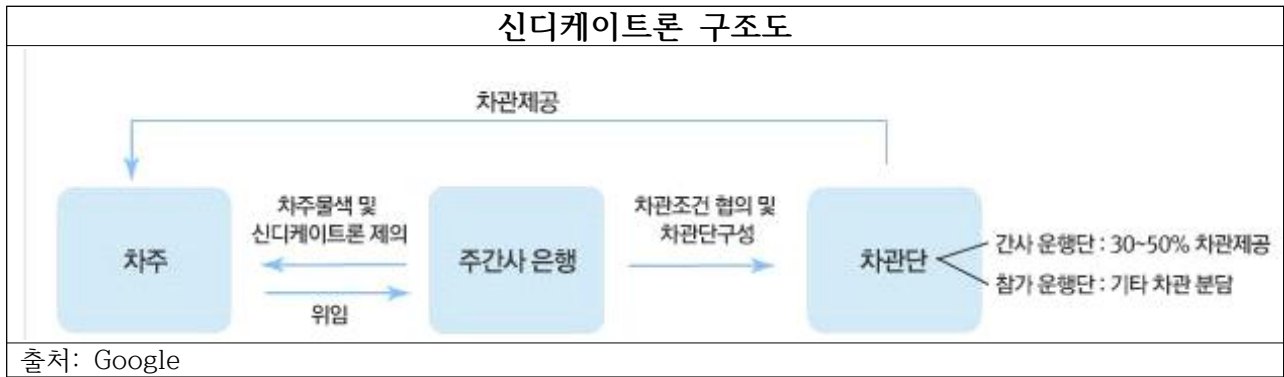 신디케이트론 구조도
차관제공
차주물색 및
신디케이트론 제의
차관조건 협의 및
차관단구성
차주
주간사 은행
차관단
간사 운행단 : 30~50% 차관제공
참가 운행단 : 기타 차관 분담
위임
출처: Google